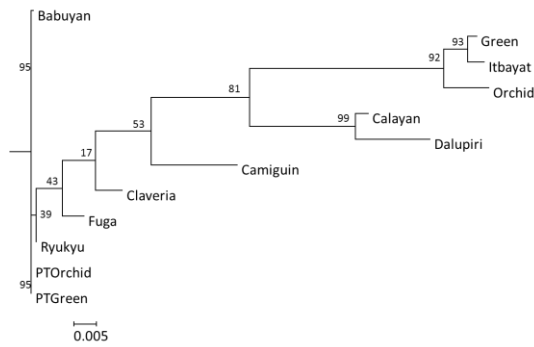 Babuyan
95
93
Green
92
Itbayat
81
Orchid
99
Calayan
53
Dalupiri
17
Camiguin
43
Claveria
39
Fuga
Ryukyu
PTOrchid
95
PTGreen
0.005